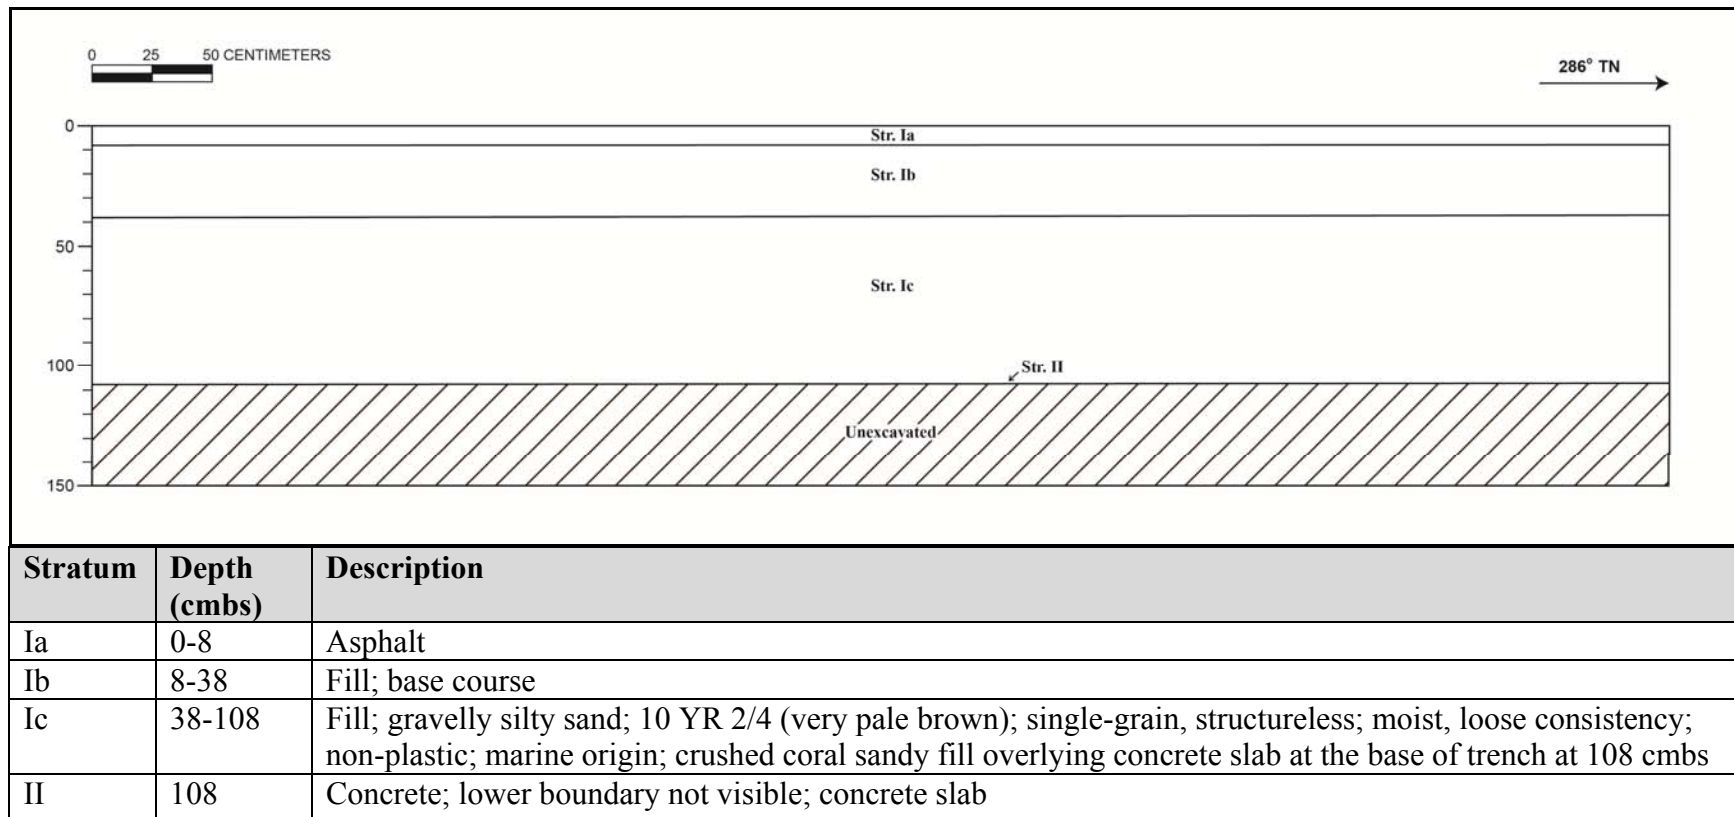 0 25 50 CENTIMETERS
286° TN
0
Str. Ia
Str. Ib
50
Str. Ic
100
Str. II
Unexcavated
150
Stratum Depth (cmbs) Description
Ia 0-8 Asphalt
Ib 8-38 Fill; base course
Ic 38-108 Fill; gravelly silty sand; 10 YR 2/4 (very pale brown); single-grain, structureless; moist, loose consistency;
non-plastic; marine origin; crushed coral sandy fill overlying concrete slab at the base of trench at 108 cmbs
II 108 Concrete; lower boundary not visible; concrete slab